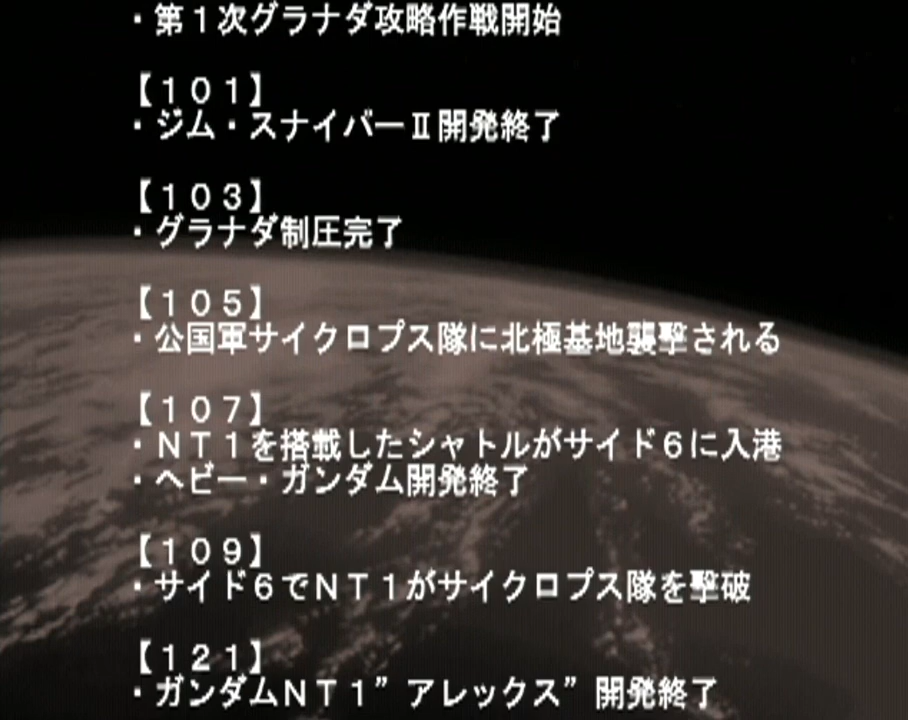 ・第１次グラナダ攻略作戦開始
【１０１】
・ジム・スナイパーⅡ開発終了
【１０３】
・グラナダ制圧完了
【１０５】
・公国軍サイクロプス隊に北極基地襲撃される
【１０７】
・ＮＴ１を搭載したシャトルがサイド６に入港
・ヘビー・ガンダム開発終了
【１０９】
・サイド６でＮＴ１がサイクロプス隊を撃破
【１２１】
・ガンダムＮＴ１”アレックス”開発終了